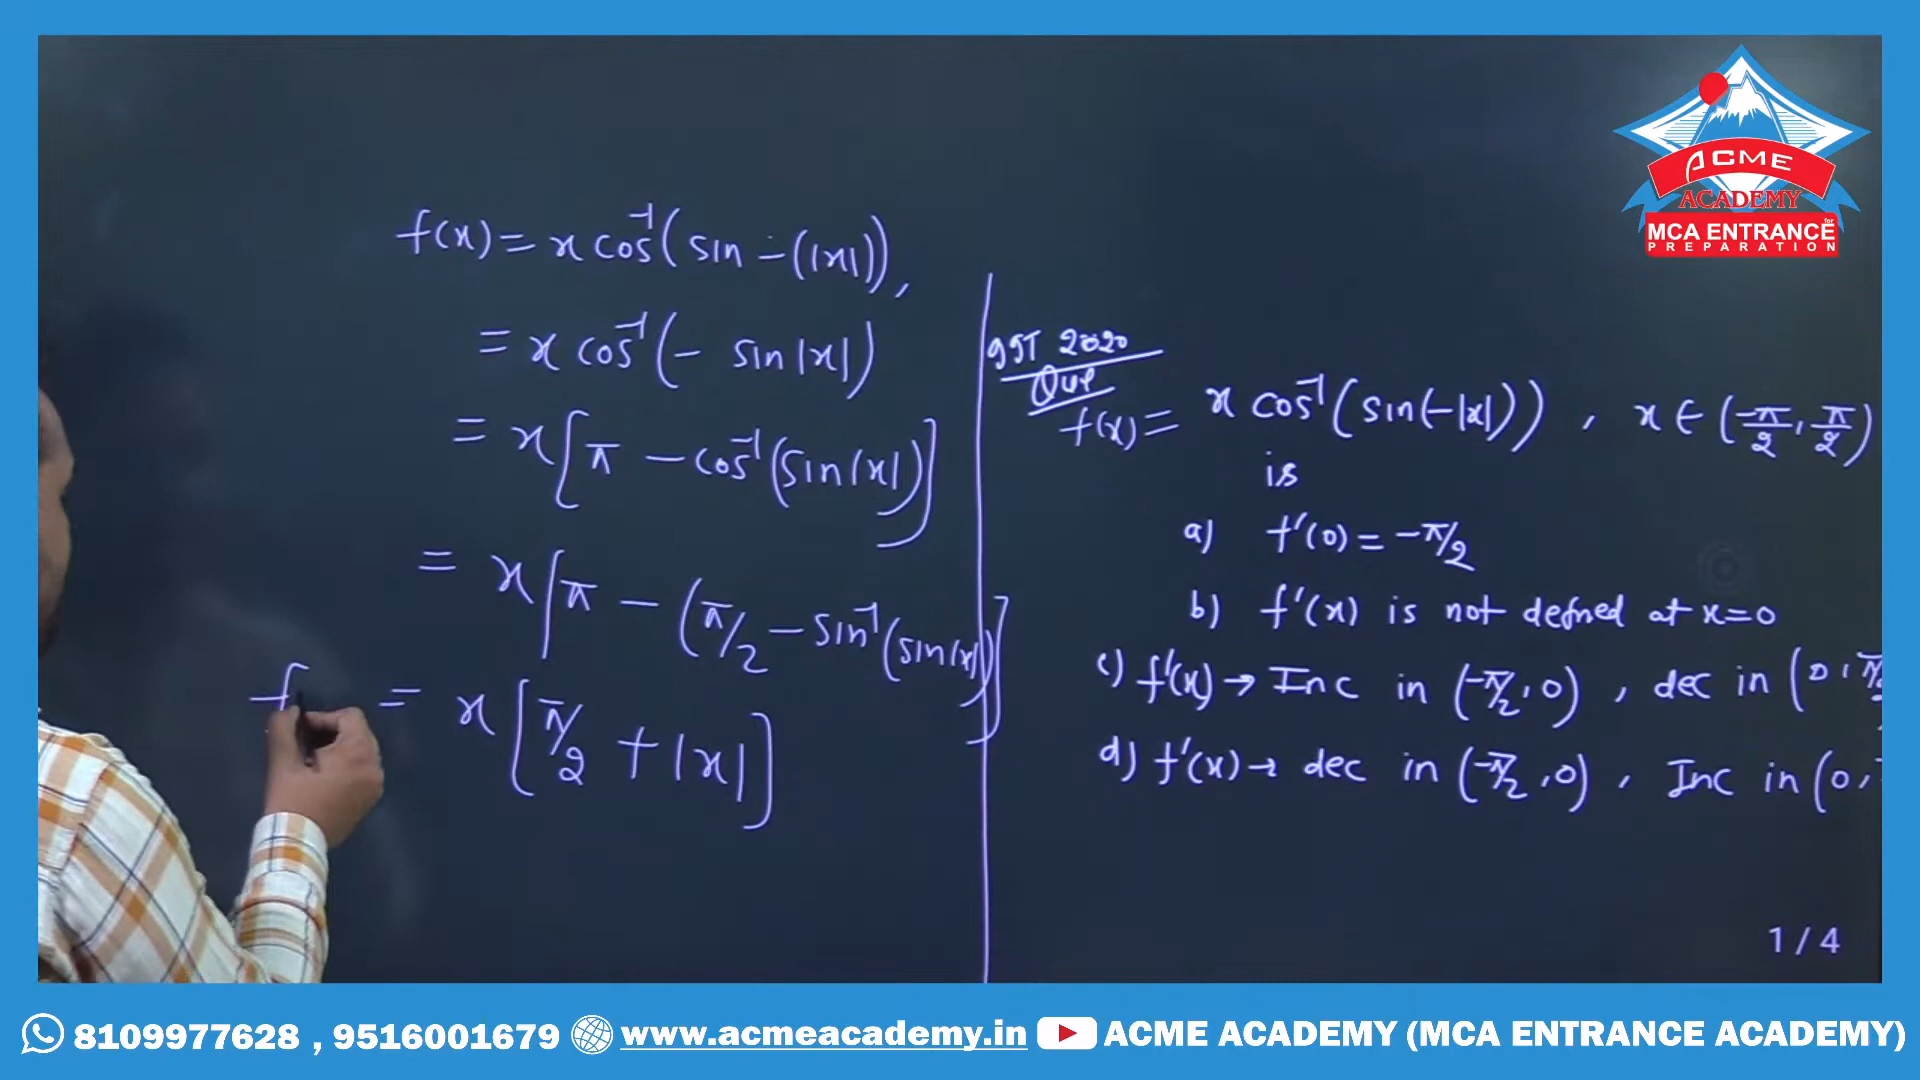 f(x) = x cos⁻¹(sin -(|x|)),
= x cos⁻¹(- sin|x|)
= x[π - cos⁻¹(sin|x|)]
= x[π - (π/2 - sin⁻¹(sin|x|)]
f = x[π/2 + |x|]
2020
Que
f(x) = x cos⁻¹(sin(-|x|)) , x ∈ (-π/2, π/2)
is
a) f'(0) = -π/2
b) f'(x) is not defned at x=0
c) f'(x) → Inc in (-π/2, 0) , dec in (0, π/2
d) f'(x) → dec in (-π/2, 0) , Inc in (0,
1 / 4
ACME
ACADEMY
for
MCA ENTRANCE
PREPARATION
8109977628 , 9516001679 www.acmeacademy.in ACME ACADEMY (MCA ENTRANCE ACADEMY)